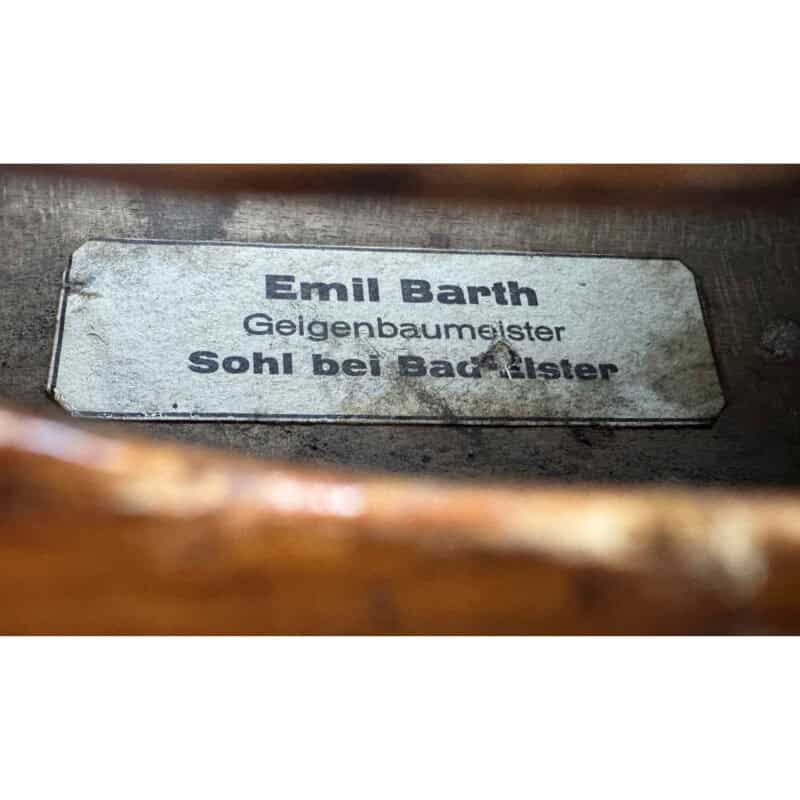 Emil Barth
Geigenbaumeister
Sohl bei Bad-Elster